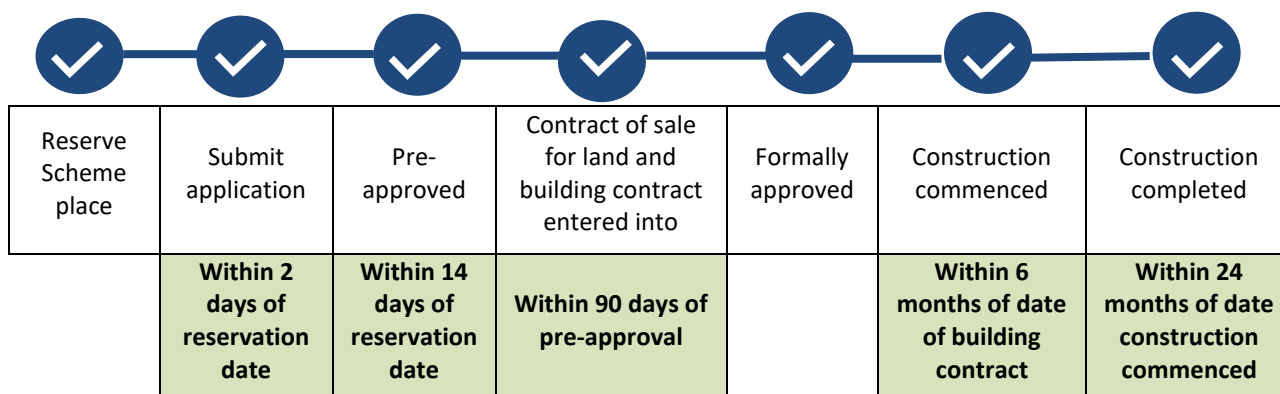 Reserve
Scheme
place
Submit
application
Pre-
approved
Contract of sale
for land and
building contract
entered into
Formally
approved
Construction
commenced
Construction
completed
Within 2
days of
reservation
date
Within 14
days of
reservation
date
Within 90 days of
pre-approval
Within 6
months of date
of building
contract
Within 24
months of date
construction
commenced